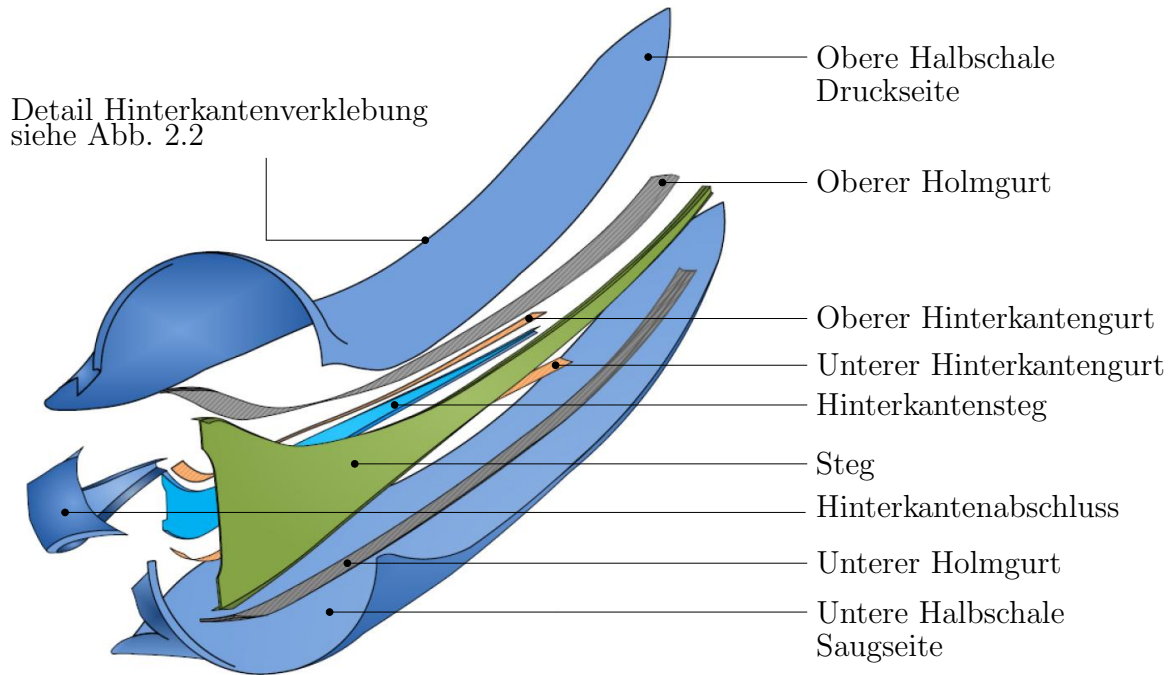 Obere Halbschale
Druckseite
Detail Hinterkantenverklebung
siehe Abb. 2.2
Oberer Holmgurt
Oberer Hinterkantengurt
Unterer Hinterkantengurt
Hinterkantensteg
Steg
Hinterkantenabschluss
Unterer Holmgurt
Untere Halbschale
Saugseite